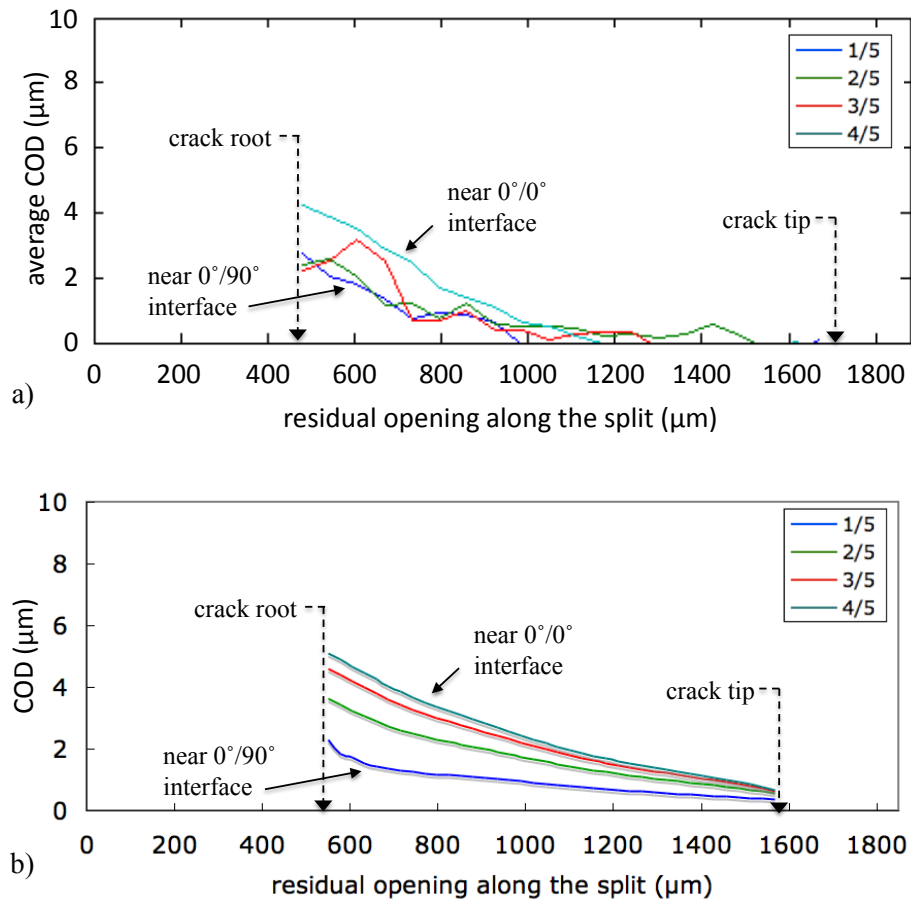 10
8
6
4
2
0
average COD (µm)
1/5
2/5
3/5
4/5
crack root
near 0˚/0˚
interface
crack tip
near 0˚/90˚
interface
0 200 400 600 800 1000 1200 1400 1600 1800
a)
residual opening along the split (µm)
10
8
6
4
2
0
COD (µm)
1/5
2/5
3/5
4/5
crack root
near 0˚/0˚
interface
crack tip
near 0˚/90˚
interface
0 200 400 600 800 1000 1200 1400 1600 1800
b)
residual opening along the split (µm)